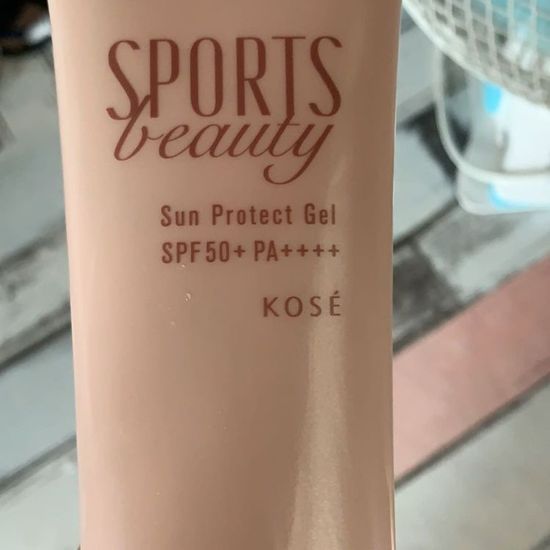 SPORTS
beauty
Sun Protect Gel
SPF50+ PA++++
KOSÉ